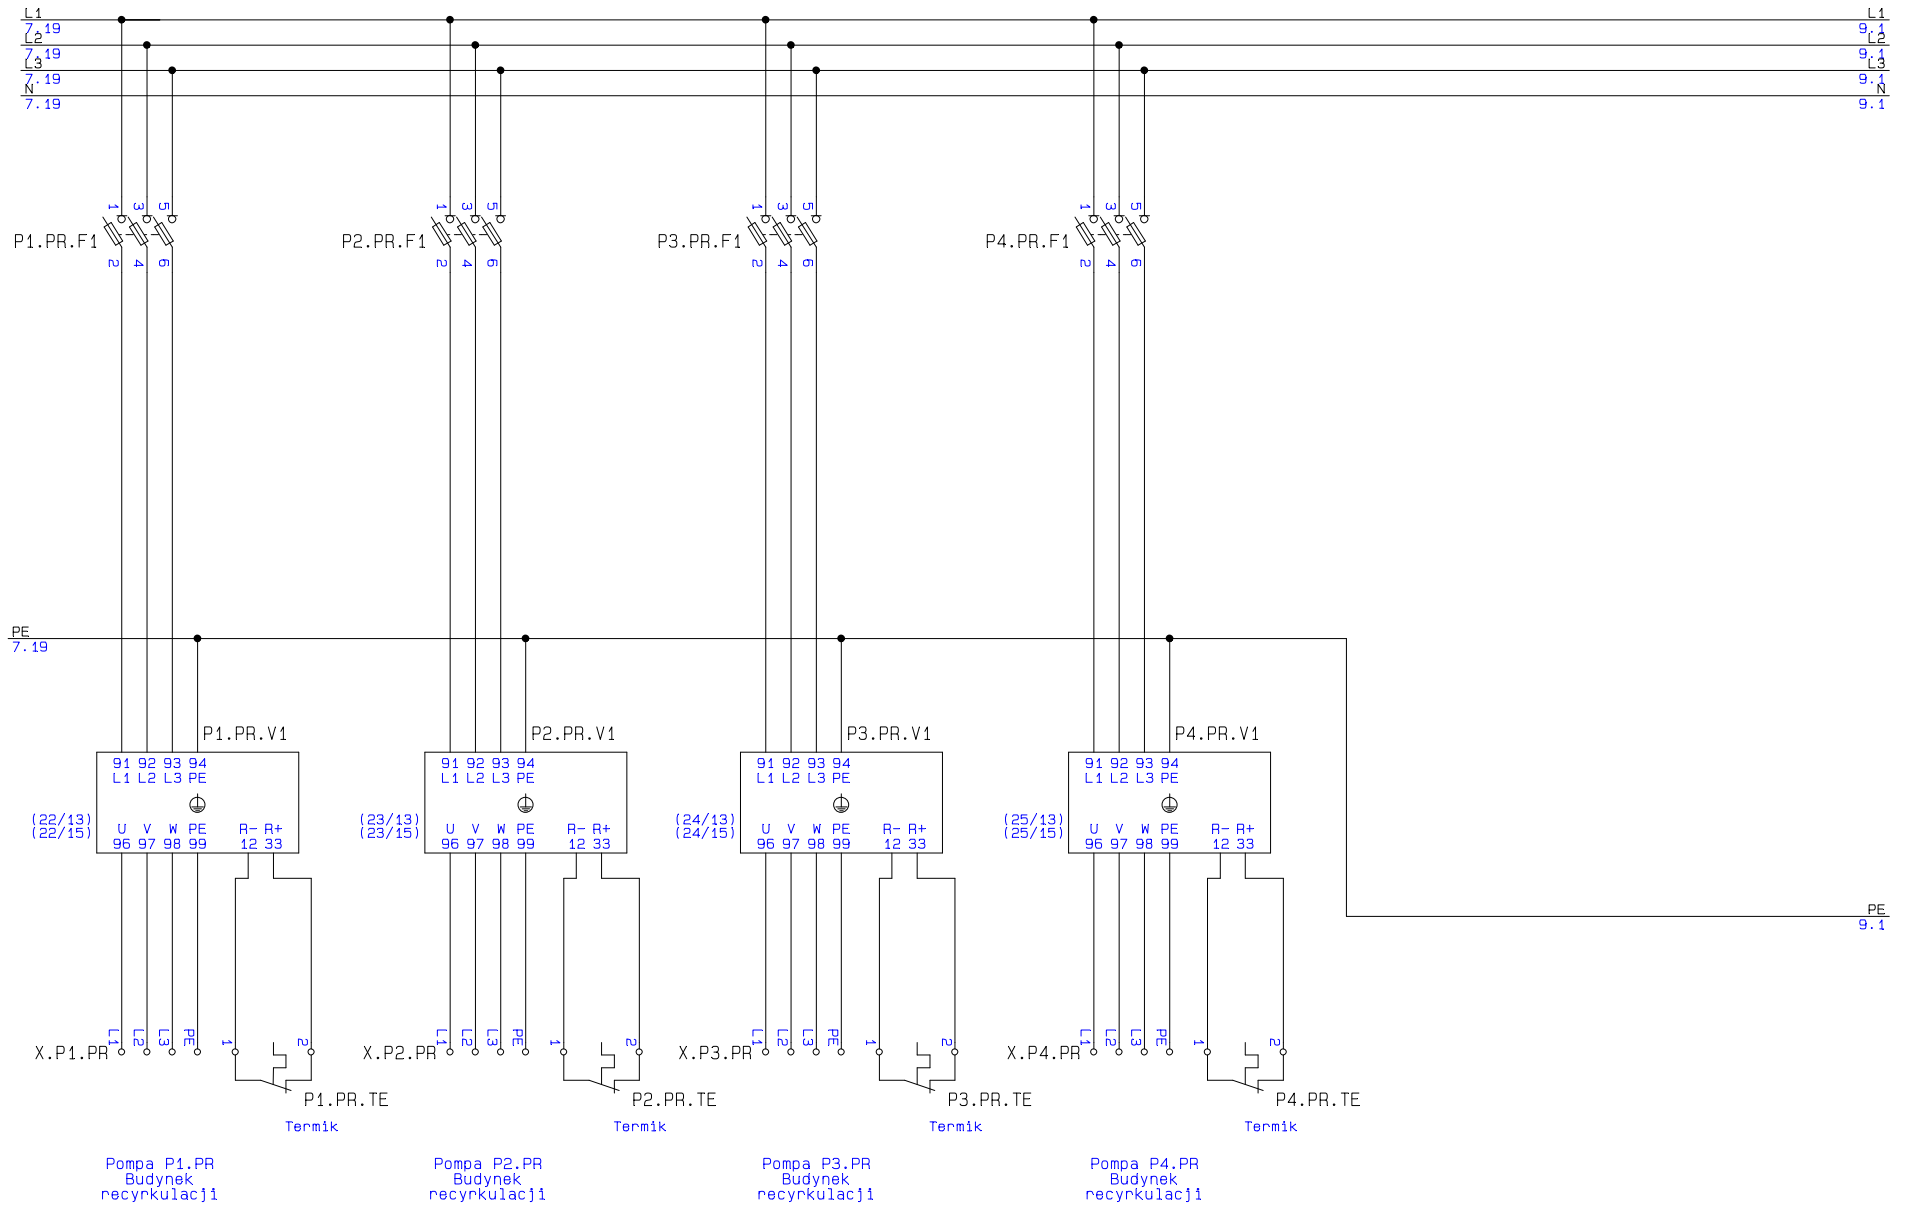 L1 L1
7.19 9.1
L2 L2
7.19 9.1
L3 L3
7.19 9.1
N N
7.19 9.1
1 3 5 1 3 5 1 3 5 1 3 5
P1.PR.F1 P2.PR.F1 P3.PR.F1 P4.PR.F1
2 4 6 2 4 6 2 4 6 2 4 6
PE
7.19
P1.PR.V1 P2.PR.V1 P3.PR.V1 P4.PR.V1
91 92 93 94 91 92 93 94 91 92 93 94 91 92 93 94
L1 L2 L3 PE L1 L2 L3 PE L1 L2 L3 PE L1 L2 L3 PE
(22/13) (23/13) (24/13) (25/13)
(22/15) (23/15) (24/15) (25/15)
U V W PE R- R+ U V W PE R- R+ U V W PE R- R+ U V W PE R- R+
96 97 98 99 12 33 96 97 98 99 12 33 96 97 98 99 12 33 96 97 98 99 12 33
PE
9.1
L1 L2 L3 PE 1 2 L1 L2 L3 PE 1 2 L1 L2 L3 PE 1 2 L1 L2 L3 PE 1 2
X.P1.PR X.P2.PR X.P3.PR X.P4.PR
P1.PR.TE P2.PR.TE P3.PR.TE P4.PR.TE
Termik Termik Termik Termik
Pompa P1.PR Pompa P2.PR Pompa P3.PR Pompa P4.PR
Budynek Budynek Budynek Budynek
recyrkulacji recyrkulacji recyrkulacji recyrkulacji